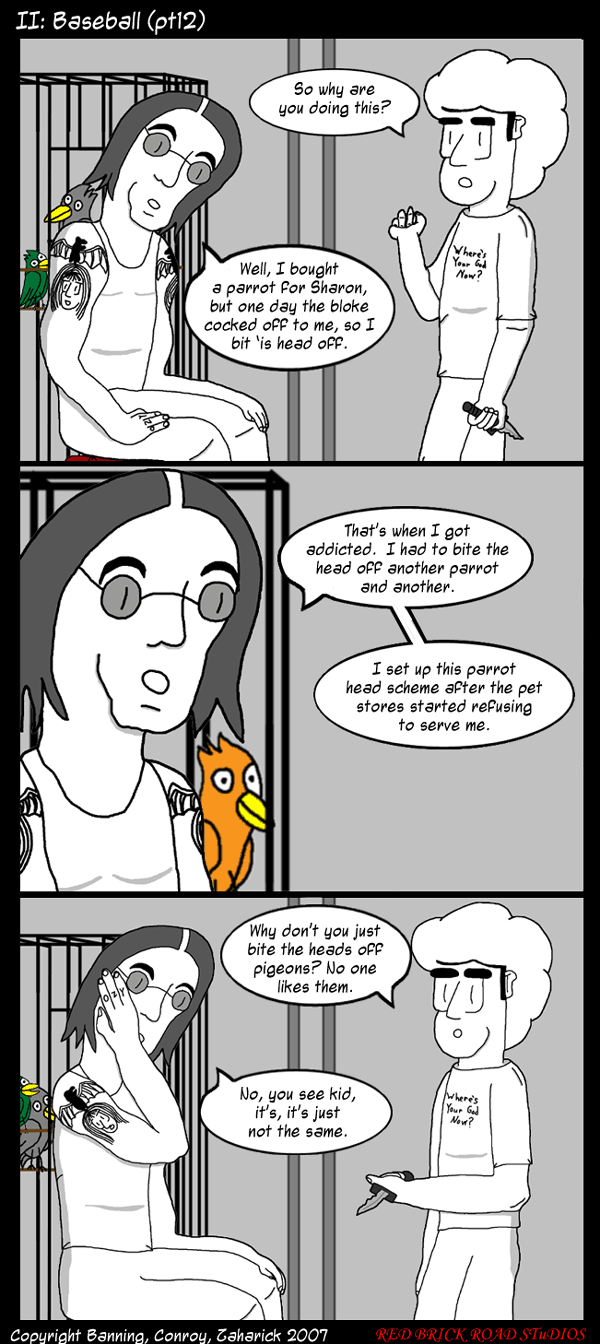 II: Baseball (pt12)
So why are
you doing this?
Where's
Your God
Now?
Well, I bought
a parrot for Sharon,
but one day the bloke
cocked off to me, so I
bit 'is head off.
That's when I got
addicted. I had to bite the
head off another parrot
and another.
I set up this parrot
head scheme after the pet
stores started refusing
to serve me.
Why don't you just
bite the heads off
pigeons? No one
likes them.
OZY
No, you see kid,
it's, it's just
not the same.
Where's
Your God
Now?
Copyright Banning, Conroy, Zaharick 2007
RED BRICK ROAD STuDiOS